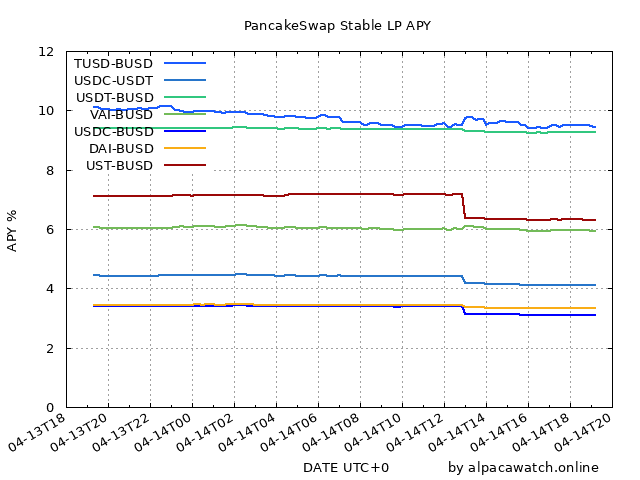 PancakeSwap Stable LP APY
12
10
8
6
4
2
0
APY %
TUSD-BUSD
USDC-USDT
USDT-BUSD
VAI-BUSD
USDC-BUSD
DAI-BUSD
UST-BUSD
04-13T18
04-13T20
04-13T22
04-14T00
04-14T02
04-14T04
04-14T06
04-14T08
04-14T10
04-14T12
04-14T14
04-14T16
04-14T18
04-14T20
DATE UTC+0
by alpacawatch.online